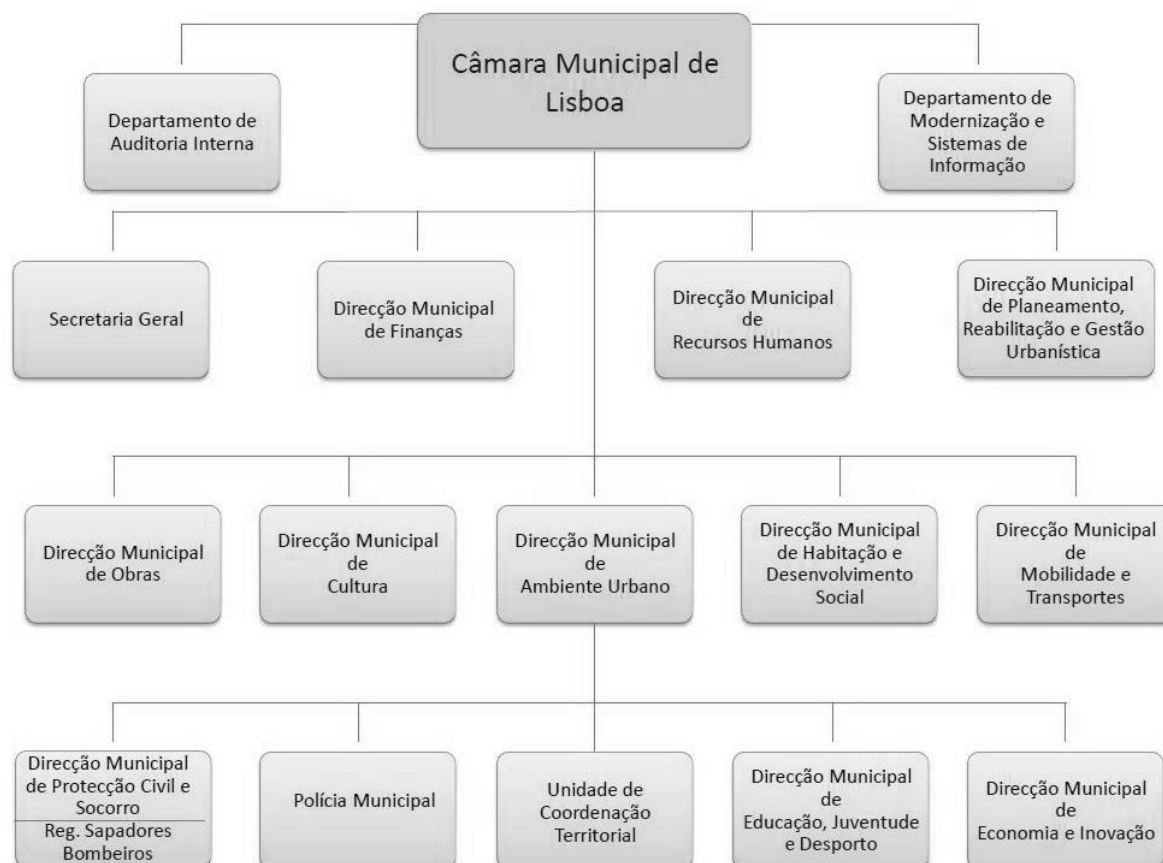 Câmara Municipal de
Lisboa
Departamento de
Auditoria Interna
Departamento de
Modernização e
Sistemas de
Informação
Secretaria Geral
Direcção Municipal
de Finanças
Direcção Municipal
de
Recursos Humanos
Direcção Municipal
de Planeamento,
Reabilitação e Gestão
Urbanística
Direcção Municipal
de Obras
Direcção Municipal
de
Cultura
Direcção Municipal
de
Ambiente Urbano
Direcção Municipal
de Habitação e
Desenvolvimento
Social
Direcção Municipal
de
Mobilidade e
Transportes
Direcção Municipal
de Protecção Civil e
Socorro
Reg. Sapadores
Bombeiros
Polícia Municipal
Unidade de
Coordenação
Territorial
Direcção Municipal
de
Educação, Juventude
e Desporto
Direcção Municipal
de
Economia e Inovação